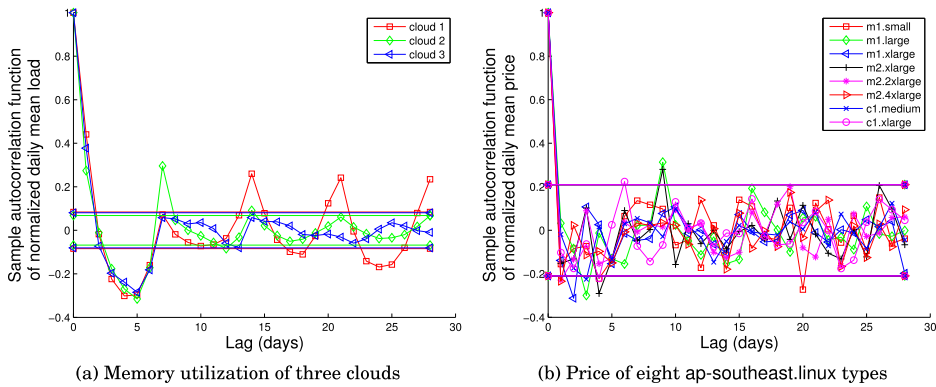 Sample autocorrelation function
of normalized daily mean load
1
0.8
0.6
0.4
0.2
0
−0.2
−0.4
0 5 10 15 20 25 30
Lag (days)
cloud 1
cloud 2
cloud 3
(a) Memory utilization of three clouds
Sample autocorrelation function
of normalized daily mean price
1
0.8
0.6
0.4
0.2
0
−0.2
−0.4
0 5 10 15 20 25 30
Lag (days)
m1.small
m1.large
m1.xlarge
m2.xlarge
m2.2xlarge
m2.4xlarge
c1.medium
c1.xlarge
(b) Price of eight ap-southeast.linux types